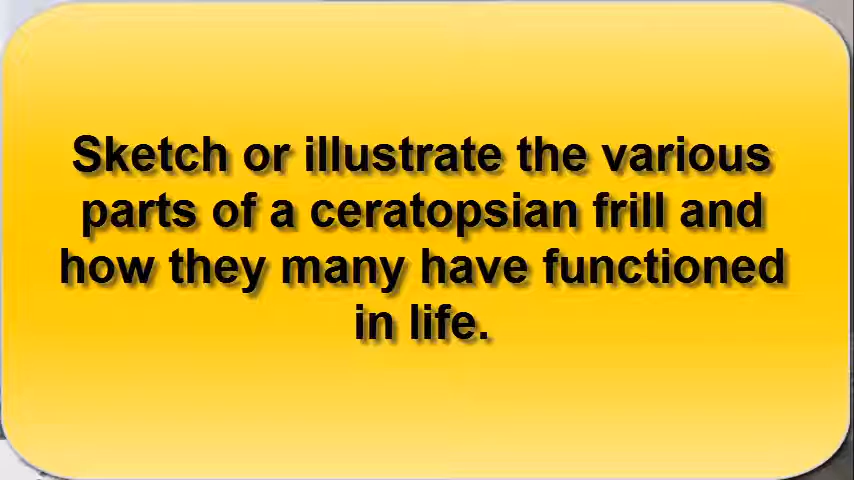 Sketch or illustrate the various
parts of a ceratopsian frill and
how they many have functioned
in life.